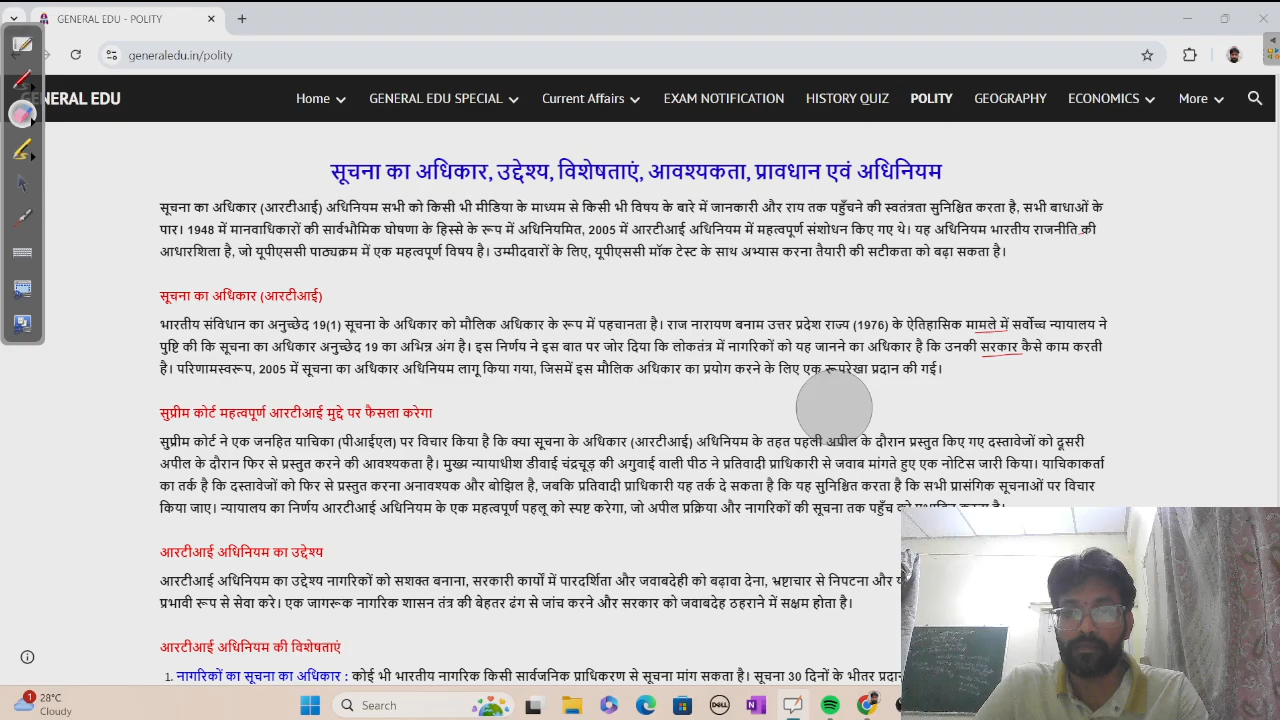 GENERAL EDU - POLITY
generaledu.in/polity
GENERAL EDU
Home
GENERAL EDU SPECIAL
Current Affairs
EXAM NOTIFICATION
HISTORY QUIZ
POLITY
GEOGRAPHY
ECONOMICS
More
सूचना का अधिकार, उद्देश्य, विशेषताएं, आवश्यकता, प्रावधान एवं अधिनियम
सूचना का अधिकार (आरटीआई) अधिनियम सभी को किसी भी मीडिया के माध्यम से किसी भी विषय के बारे में जानकारी और राय तक पहुँचने की स्वतंत्रता सुनिश्चित करता है, सभी बाधाओं के
पार। 1948 में मानवाधिकारों की सार्वभौमिक घोषणा के हिस्से के रूप में अधिनियमित, 2005 में आरटीआई अधिनियम में महत्वपूर्ण संशोधन किए गए थे। यह अधिनियम भारतीय राजनीति की
आधारशिला है, जो यूपीएससी पाठ्यक्रम में एक महत्वपूर्ण विषय है। उम्मीदवारों के लिए, यूपीएससी मॉक टेस्ट के साथ अभ्यास करना तैयारी की सटीकता को बढ़ा सकता है।
सूचना का अधिकार (आरटीआई)
भारतीय संविधान का अनुच्छेद 19(1) सूचना के अधिकार को मौलिक अधिकार के रूप में पहचानता है। राज नारायण बनाम उत्तर प्रदेश राज्य (1976) के ऐतिहासिक मामले में सर्वोच्च न्यायालय ने
पुष्टि की कि सूचना का अधिकार अनुच्छेद 19 का अभिन्न अंग है। इस निर्णय ने इस बात पर जोर दिया कि लोकतंत्र में नागरिकों को यह जानने का अधिकार है कि उनकी सरकार कैसे काम करती
है। परिणामस्वरूप, 2005 में सूचना का अधिकार अधिनियम लागू किया गया, जिसमें इस मौलिक अधिकार का प्रयोग करने के लिए एक रूपरेखा प्रदान की गई।
सुप्रीम कोर्ट महत्वपूर्ण आरटीआई मुद्दे पर फैसला करेगा
सुप्रीम कोर्ट ने एक जनहित याचिका (पीआईएल) पर विचार किया है कि क्या सूचना के अधिकार (आरटीआई) अधिनियम के तहत पहली अपील के दौरान प्रस्तुत किए गए दस्तावेजों को दूसरी
अपील के दौरान फिर से प्रस्तुत करने की आवश्यकता है। मुख्य न्यायाधीश डीवाई चंद्रचूड़ की अगुवाई वाली पीठ ने प्रतिवादी प्राधिकारी से जवाब मांगते हुए एक नोटिस जारी किया। याचिकाकर्ता
का तर्क है कि दस्तावेजों को फिर से प्रस्तुत करना अनावश्यक और बोझिल है, जबकि प्रतिवादी प्राधिकारी यह तर्क दे सकता है कि यह सुनिश्चित करता है कि सभी प्रासंगिक सूचनाओं पर विचार
किया जाए। न्यायालय का निर्णय आरटीआई अधिनियम के एक महत्वपूर्ण पहलू को स्पष्ट करेगा, जो अपील प्रक्रिया और नागरिकों की सूचना तक पहुँच को प्रभावित करता है।
आरटीआई अधिनियम का उद्देश्य
आरटीआई अधिनियम का उद्देश्य नागरिकों को सशक्त बनाना, सरकारी कार्यों में पारदर्शिता और जवाबदेही को बढ़ावा देना, भ्रष्टाचार से निपटना और
प्रभावी रूप से सेवा करे। एक जागरूक नागरिक शासन तंत्र की बेहतर ढंग से जांच करने और सरकार को जवाबदेह ठहराने में सक्षम होता है।
आरटीआई अधिनियम की विशेषताएं
1. नागरिकों का सूचना का अधिकार : कोई भी भारतीय नागरिक किसी सार्वजनिक प्राधिकरण से सूचना मांग सकता है। सूचना 30 दिनों के भीतर
1
28°C
Cloudy
Search
DELL